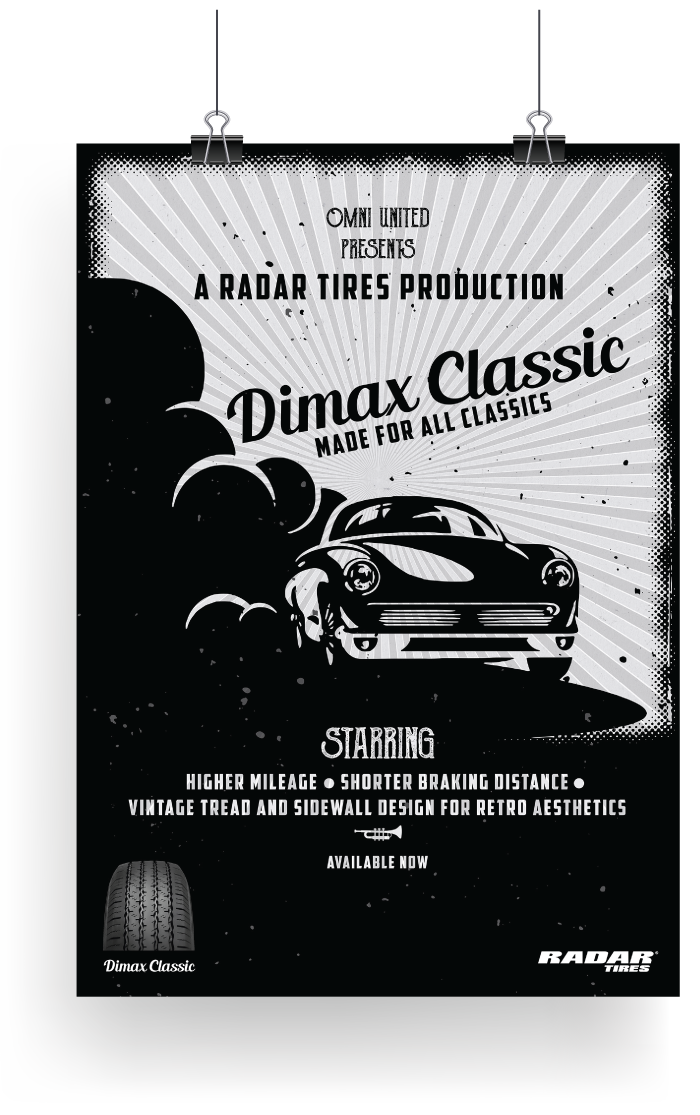 OMNI UNITED
PRESENTS
A RADAR TIRES PRODUCTION
Dimax Classic
MADE FOR ALL CLASSICS
STARRING
HIGHER MILEAGE ● SHORTER BRAKING DISTANCE ●
VINTAGE TREAD AND SIDEWALL DESIGN FOR RETRO AESTHETICS
AVAILABLE NOW
Dimax Classic
RADAR®
TIRES